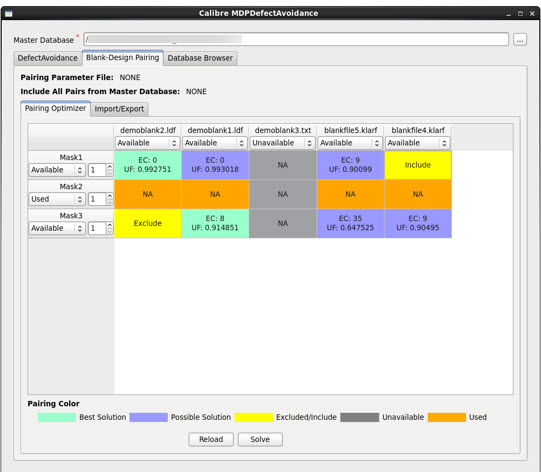 Calibre MDPDefectAvoidance
Master Database * / ...
DefectAvoidance Blank-Design Pairing Database Browser
Pairing Parameter File: NONE
Include All Pairs from Master Database: NONE
Pairing Optimizer Import/Export
demoblank2.ldf demoblank1.ldf demoblank3.txt blankfile5.klarf blankfile4.klarf
Available Available Unavailable Available Available
Mask1
Available 1
EC: 0 EC: 0 NA EC: 9 Include
UF: 0.992751 UF: 0.993018 UF: 0.90099
Mask2
Used 1
NA NA NA NA NA
Mask3
Available 1
Exclude EC: 8 NA EC: 35 EC: 9
UF: 0.914851 UF: 0.647525 UF: 0.90495
Pairing Color
Best Solution Possible Solution Excluded/Include Unavailable Used
Reload Solve